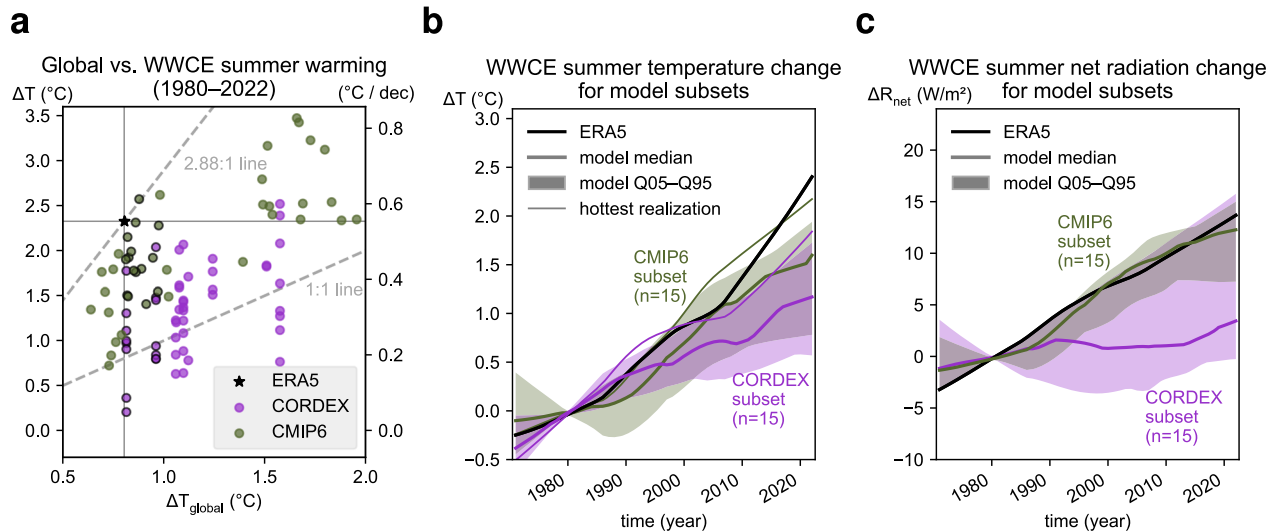 a
Global vs. WWCE summer warming
(1980–2022)
ΔT (°C)
(°C / dec)
3.5
3.0
2.5
2.0
1.5
1.0
0.5
0.0
0.8
0.6
0.4
0.2
0.0
2.88:1 line
1:1 line
ERA5
CORDEX
CMIP6
0.5
1.0
1.5
2.0
ΔTglobal (°C)
b
WWCE summer temperature change
for model subsets
ΔT (°C)
3.0
2.5
2.0
1.5
1.0
0.5
0.0
−0.5
ERA5
model median
model Q05–Q95
hottest realization
CMIP6
subset
(n=15)
CORDEX
subset
(n=15)
1980
1990
2000
2010
2020
time (year)
c
WWCE summer net radiation change
for model subsets
ΔRnet (W/m²)
20
15
10
5
0
−5
−10
ERA5
model median
model Q05–Q95
CMIP6
subset
(n=15)
CORDEX
subset
(n=15)
1980
1990
2000
2010
2020
time (year)